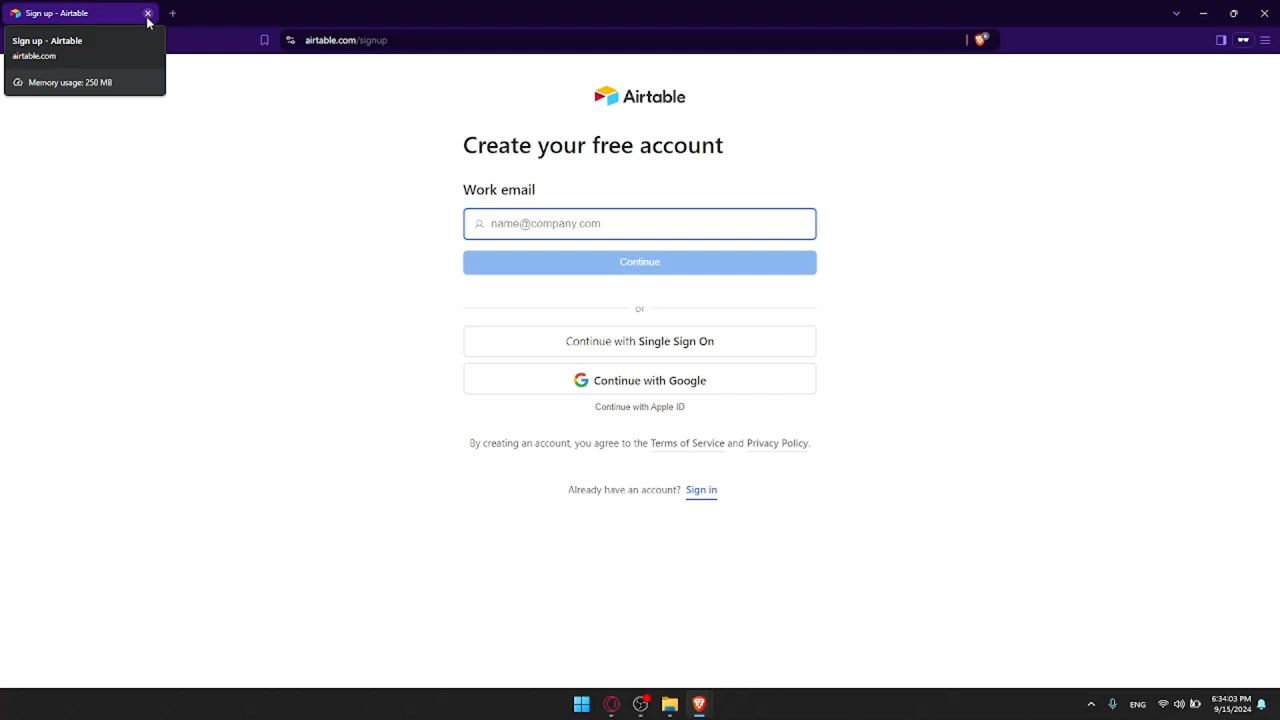 Sign up - Airtable
Sign up - Airtable
airtable.com
Memory usage: 250 MB
airtable.com/signup
Airtable
Create your free account
Work email
name@company.com
Continue
or
Continue with Single Sign On
Continue with Google
Continue with Apple ID
By creating an account, you agree to the Terms of Service and Privacy Policy.
Already have an account? Sign in
ENG
6:34:03 PM
9/15/2024